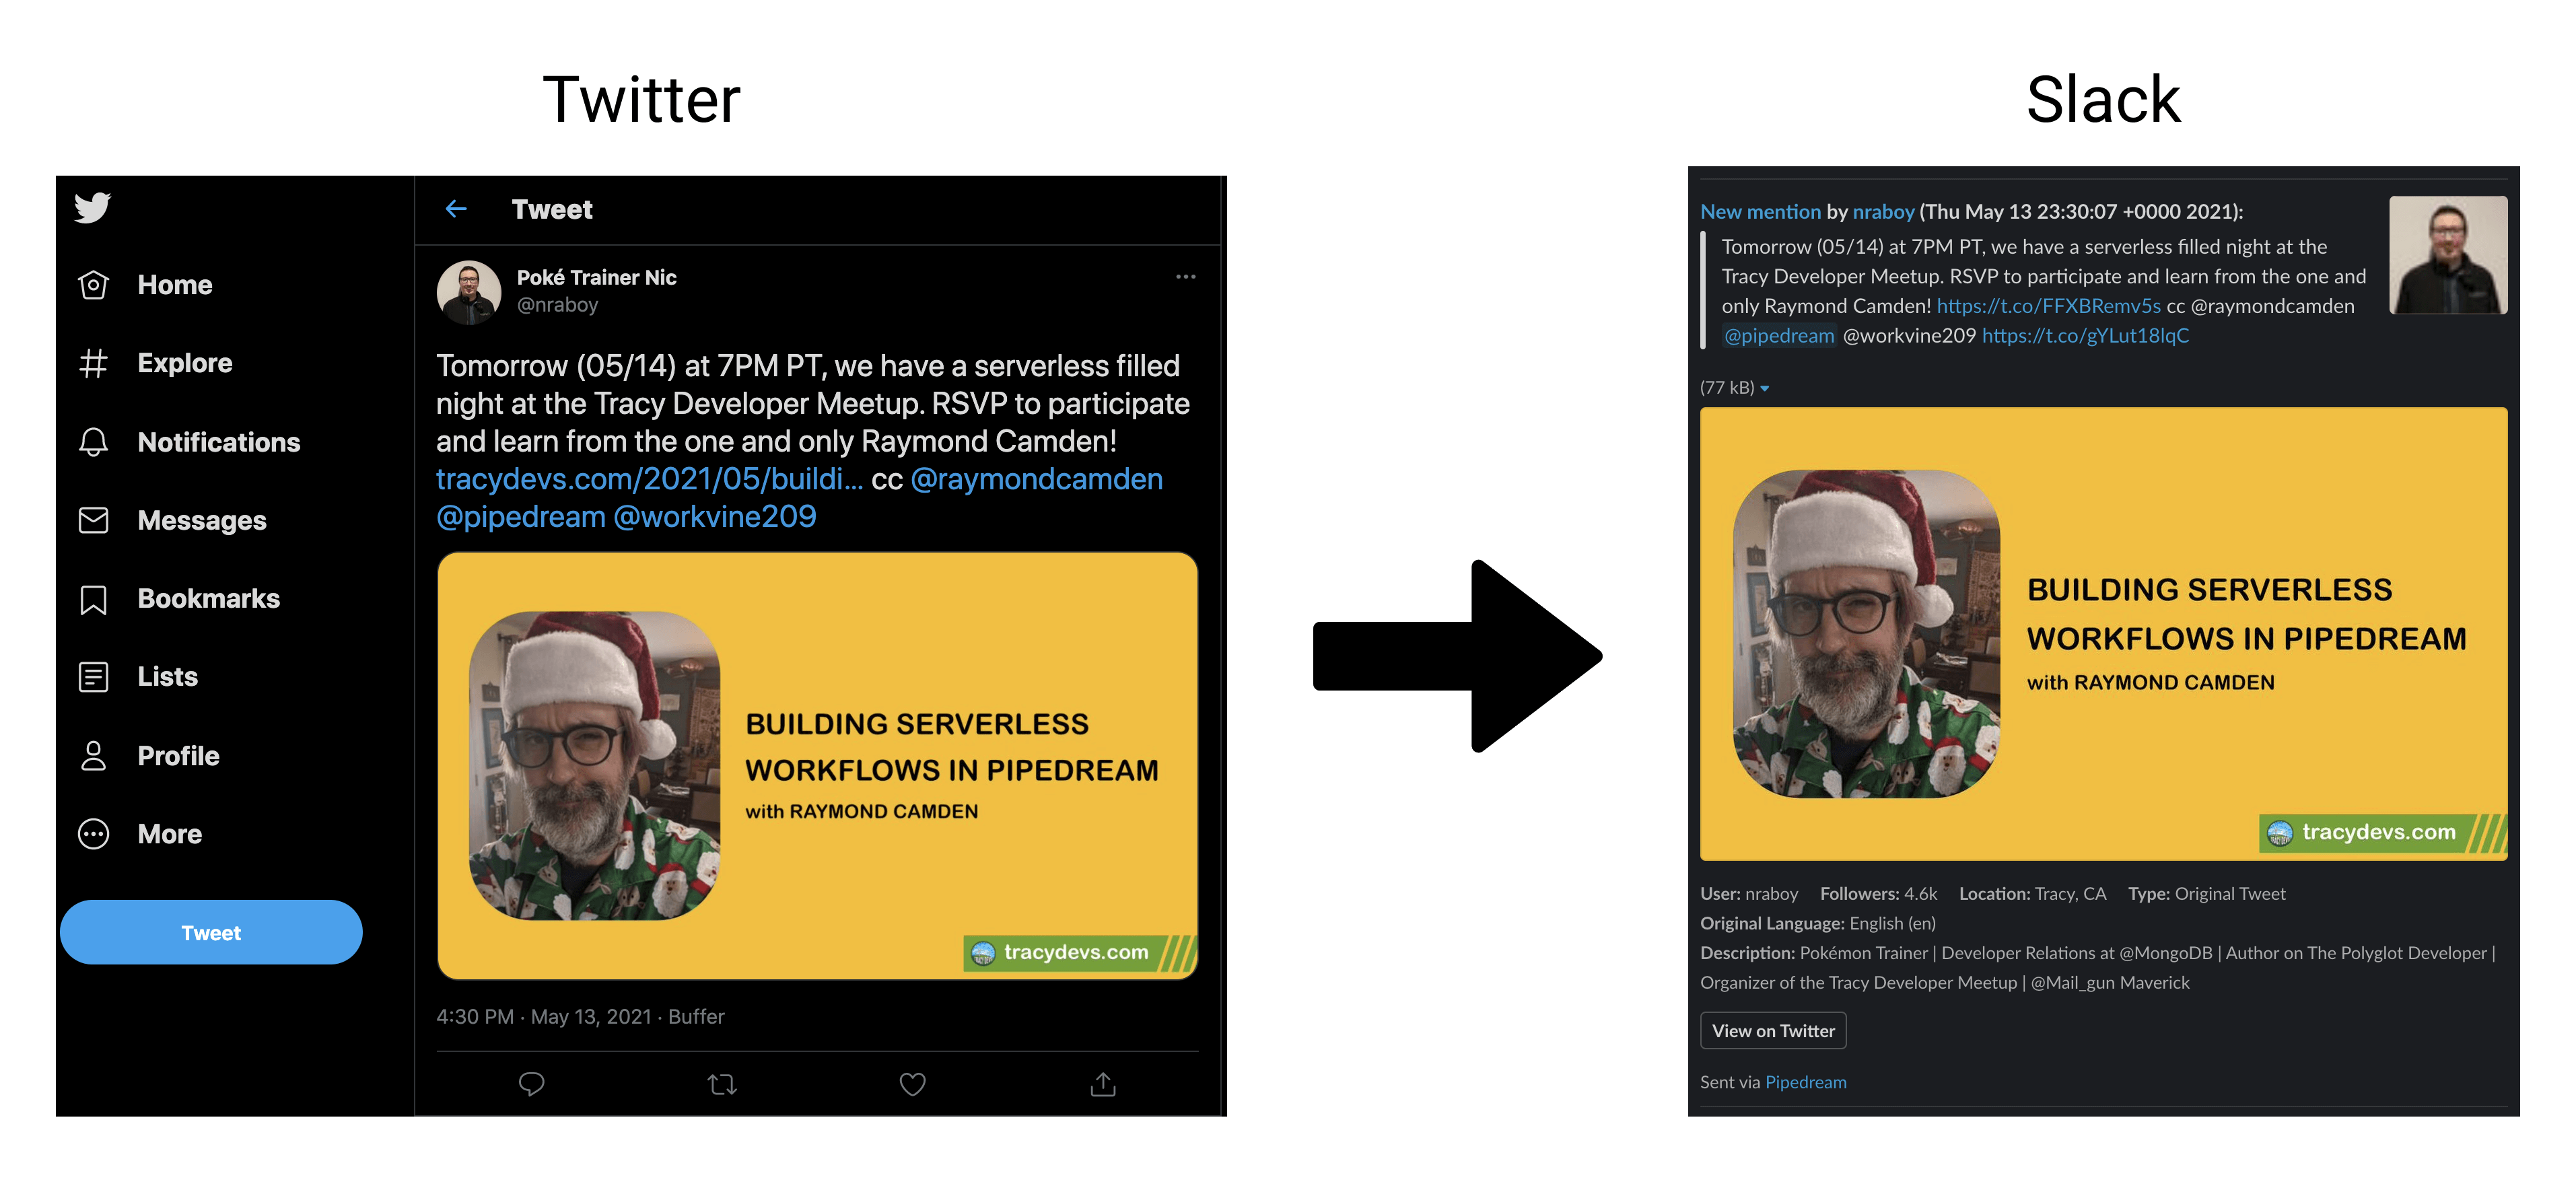 Twitter
Slack
Home
Explore
Notifications
Messages
Bookmarks
Lists
Profile
More
Tweet
Tweet
Poké Trainer Nic
@nraboy
Tomorrow (05/14) at 7PM PT, we have a serverless filled
night at the Tracy Developer Meetup. RSVP to participate
and learn from the one and only Raymond Camden!
tracydevs.com/2021/05/buildi... cc @raymondcamden
@pipedream @workvine209
BUILDING SERVERLESS
WORKFLOWS IN PIPEDREAM
with RAYMOND CAMDEN
tracydevs.com
4:30 PM · May 13, 2021 · Buffer
New mention by nraboy (Thu May 13 23:30:07 +0000 2021):
Tomorrow (05/14) at 7PM PT, we have a serverless filled night at the
Tracy Developer Meetup. RSVP to participate and learn from the one and
only Raymond Camden! https://t.co/FFXBRemv5s cc @raymondcamden
@pipedream @workvine209 https://t.co/gYLut18lqC
(77 kB)
BUILDING SERVERLESS
WORKFLOWS IN PIPEDREAM
with RAYMOND CAMDEN
tracydevs.com
User: nraboy Followers: 4.6k Location: Tracy, CA Type: Original Tweet
Original Language: English (en)
Description: Pokémon Trainer | Developer Relations at @MongoDB | Author on The Polyglot Developer |
Organizer of the Tracy Developer Meetup | @Mail_gun Maverick
View on Twitter
Sent via Pipedream